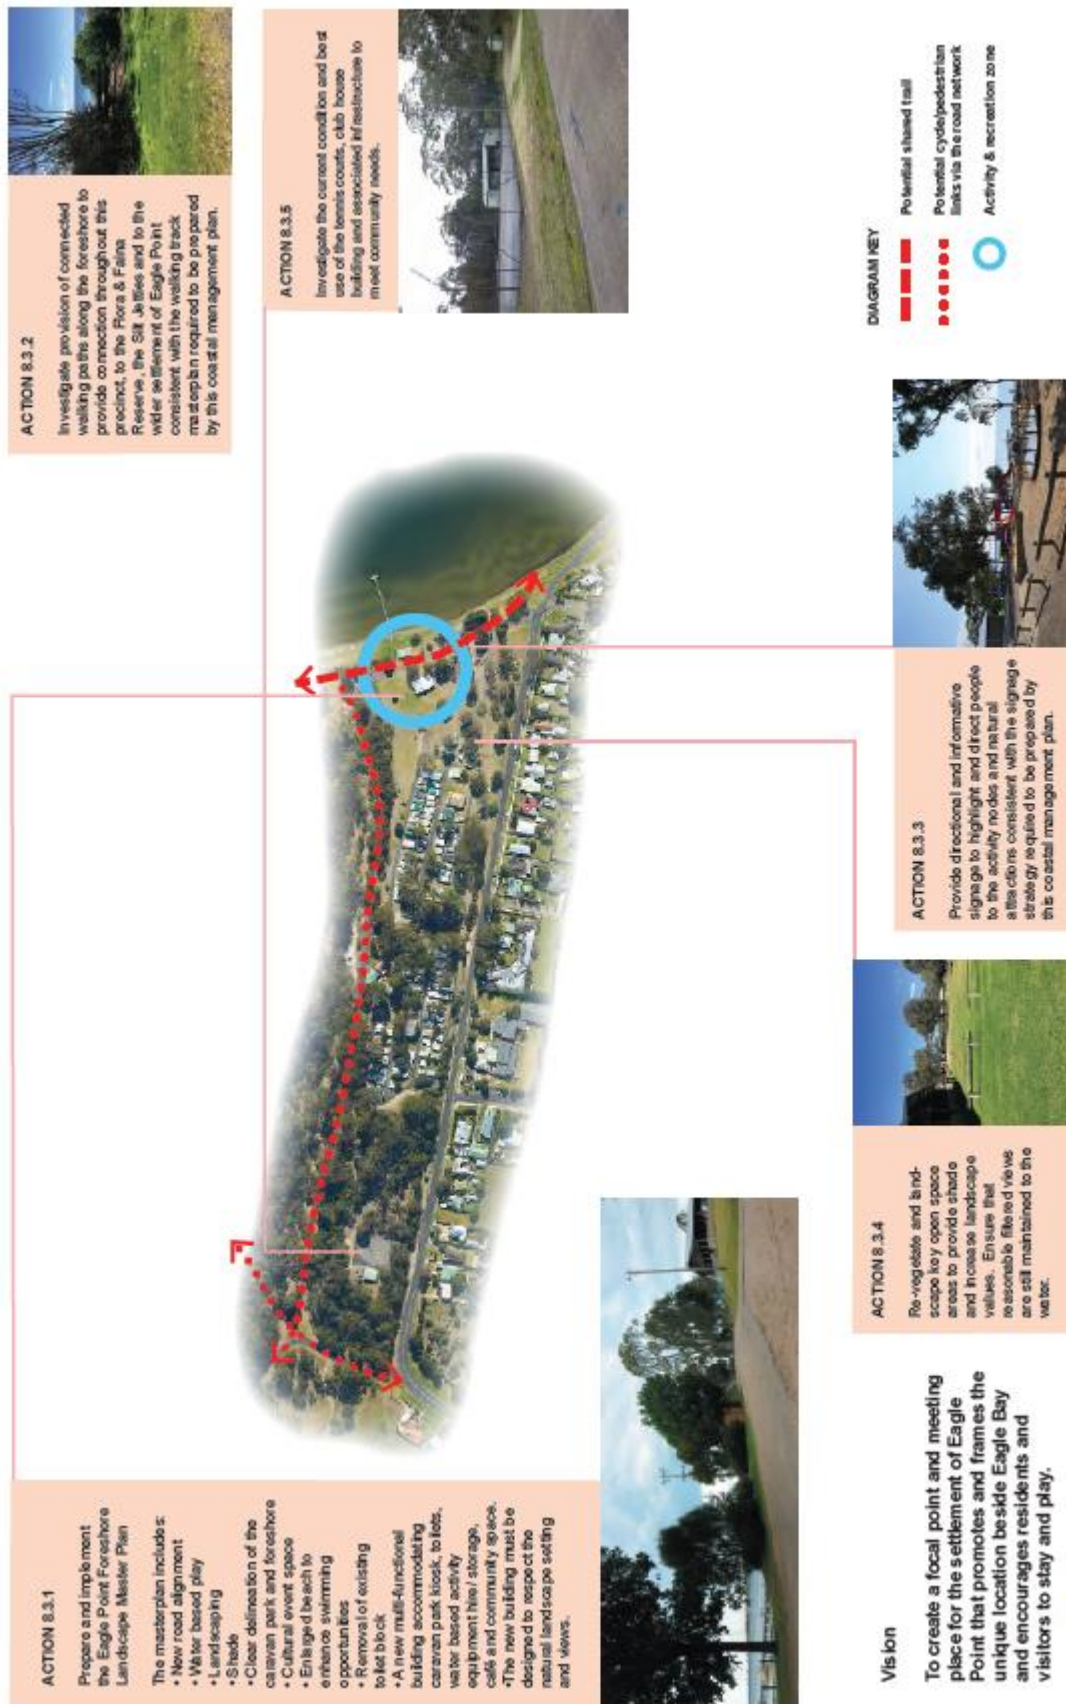 ACTION 8.3.1
Prepare and implement
the Eagle Point Foreshore
Landscape Master Plan
The masterplan includes:
• New road alignment
• Water based play
• Landscaping
• Shade
• Clear delineation of the
caravan park and foreshore
• Cultural event space
• Enlarge beach to
enhance swimming
opportunities
• Removal of existing
toilet block
• A new multi-functional
building accommodating
caravan park kiosk, toilets,
water based activity
equipment hire / storage,
café and community space.
• The new building must be
designed to respect the
natural landscape setting
and views.
ACTION 8.3.2
Investigate provision of connected
walking paths along the foreshore to
provide connection throughout this
precinct, to the Flora & Fauna
Reserve, the Silt Jetties and to the
wider settlement of Eagle Point
consistent with the walking track
masterplan required to be prepared
by this coastal management plan.
ACTION 8.3.5
Investigate the current condition and best
use of the tennis courts, club house
building and associated infrastructure to
meet community needs.
Vision
To create a focal point and meeting
place for the settlement of Eagle
Point that promotes and frames the
unique location beside Eagle Bay
and encourages residents and
visitors to stay and play.
ACTION 8.3.4
Re-vegetate and land-
scape key open space
areas to provide shade
and increase landscape
values. Ensure that
reasonable filtered views
are still maintained to the
water.
ACTION 8.3.3
Provide directional and informative
signage to highlight and direct people
to the activity nodes and natural
attractions consistent with the signage
strategy required to be prepared by
this coastal management plan.
DIAGRAM KEY
Potential shared trail
Potential cycle/pedestrian
links via the road network
Activity & recreation zone